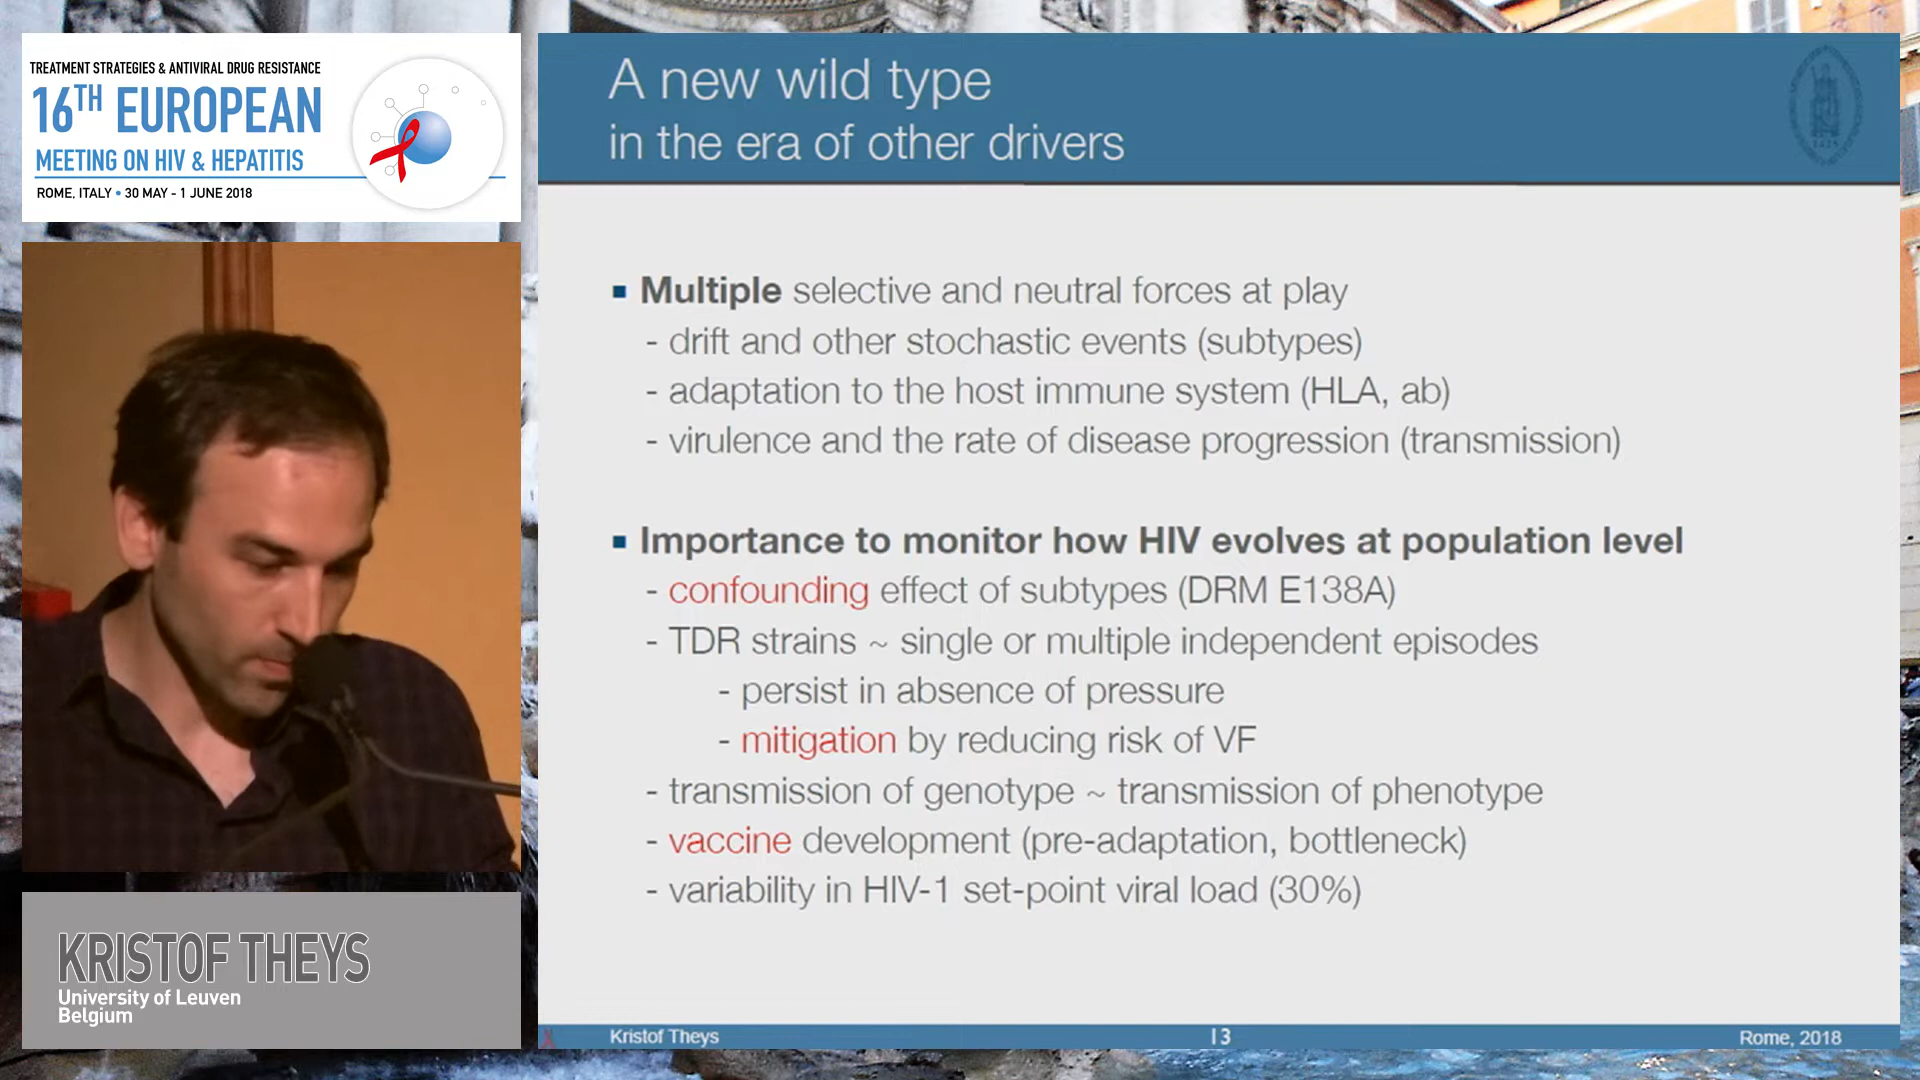 TREATMENT STRATEGIES & ANTIVIRAL DRUG RESISTANCE
16TH EUROPEAN
MEETING ON HIV & HEPATITIS
ROME, ITALY • 30 MAY - 1 JUNE 2018
KRISTOF THEYS
University of Leuven
Belgium
A new wild type
in the era of other drivers
▪ Multiple selective and neutral forces at play
- drift and other stochastic events (subtypes)
- adaptation to the host immune system (HLA, ab)
- virulence and the rate of disease progression (transmission)
▪ Importance to monitor how HIV evolves at population level
- confounding effect of subtypes (DRM E138A)
- TDR strains ~ single or multiple independent episodes
- persist in absence of pressure
- mitigation by reducing risk of VF
- transmission of genotype ~ transmission of phenotype
- vaccine development (pre-adaptation, bottleneck)
- variability in HIV-1 set-point viral load (30%)
Kristof Theys
13
Rome, 2018